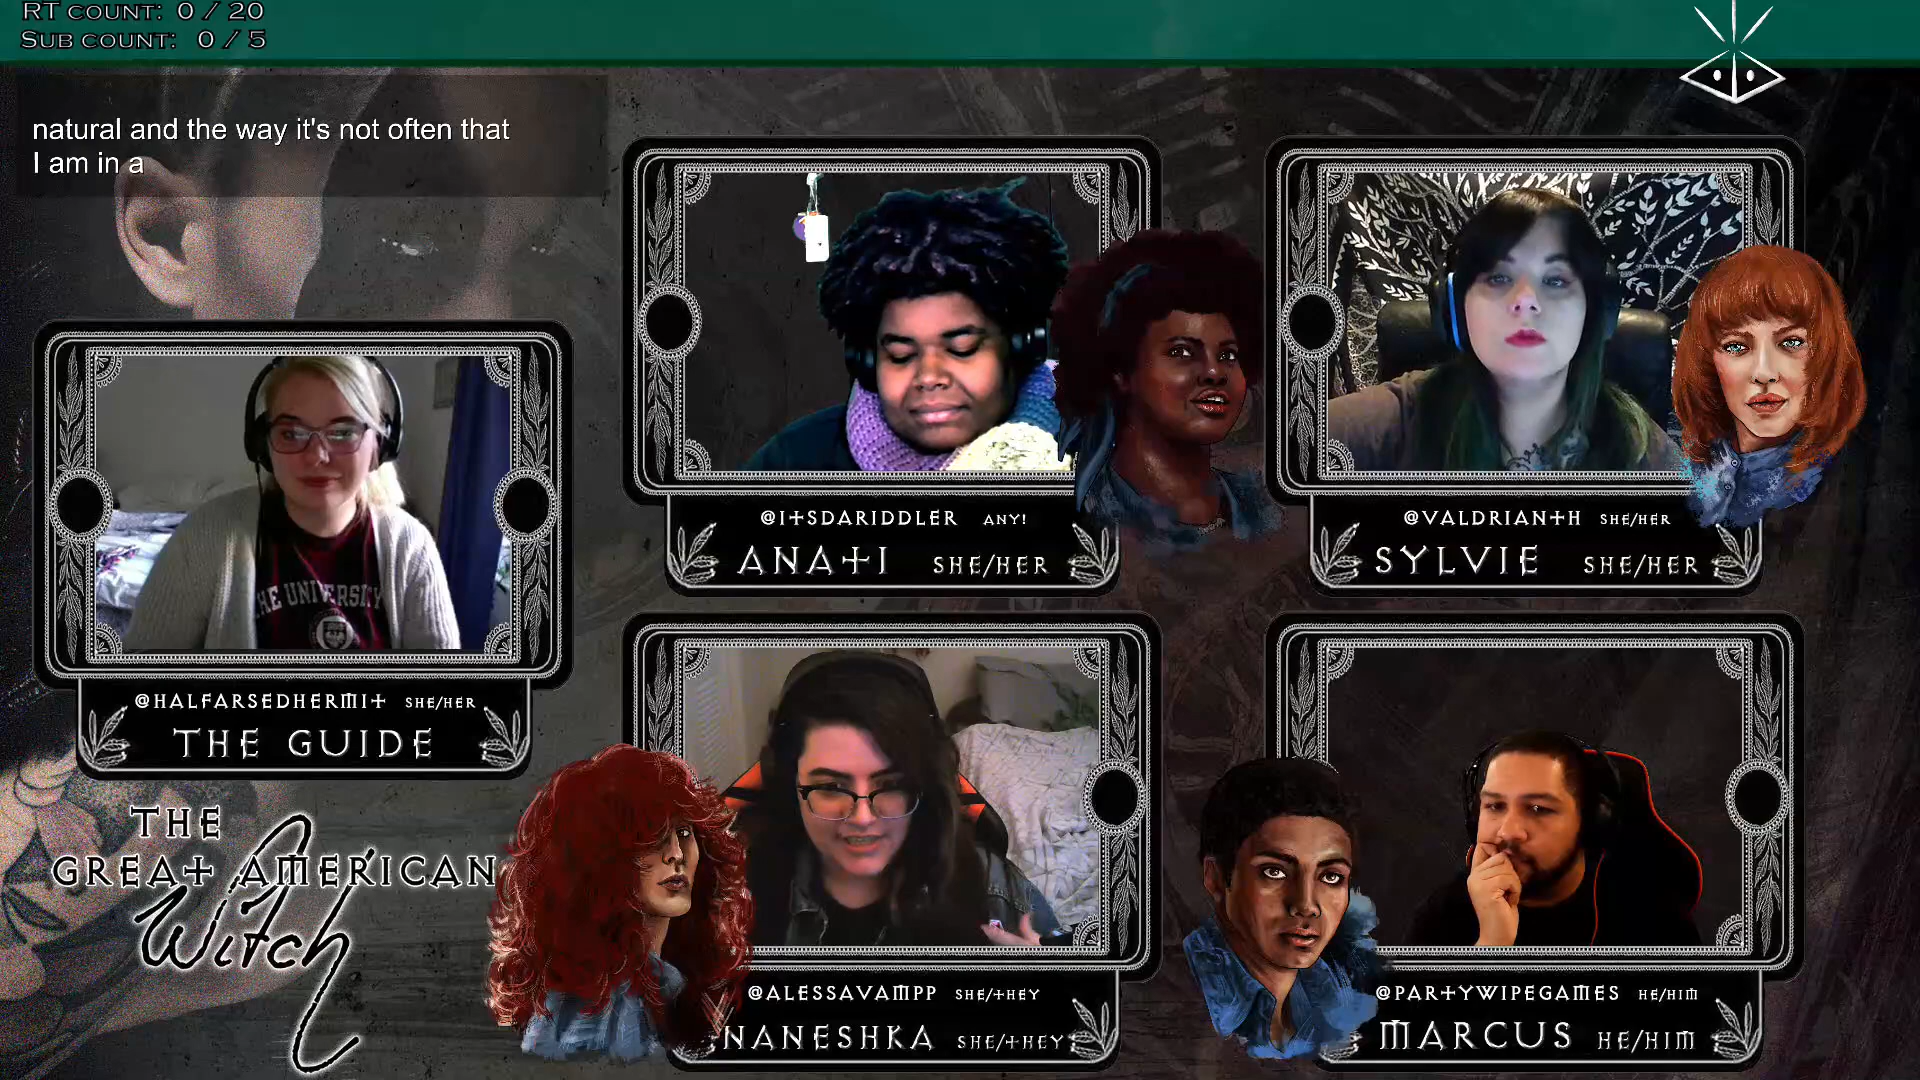 RT COUNT: 0 / 20
SUB COUNT: 0 / 5
natural and the way it's not often that
I am in a
@HALFARSEDHERMIT SHE/HER
THE GUIDE
@ITSDARIDDLER ANY!
ANATI SHE/HER
@VALDRIANTH SHE/HER
SYLVIE SHE/HER
THE UNIVERSITY
@ALESSAVAMPP SHE/THEY
NANESHKA SHE/THEY
@PARTYWIPEGAMES HE/HIM
MARCUS HE/HIM
THE
GREAT AMERICAN
Witch